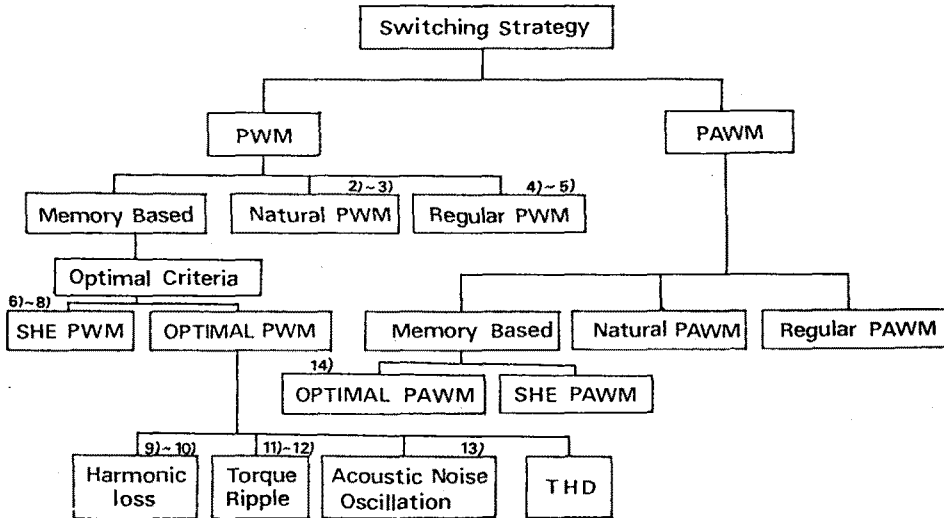 Switching Strategy
PWM
PAWM
2)~3)
4)~5)
Memory Based
Natural PWM
Regular PWM
Optimal Criteria
6)~8)
SHE PWM
OPTIMAL PWM
Memory Based
Natural PAWM
Regular PAWM
14)
OPTIMAL PAWM
SHE PAWM
9)~10)
11)~12)
13)
Harmonic
loss
Torque
Ripple
Acoustic Noise
Oscillation
THD